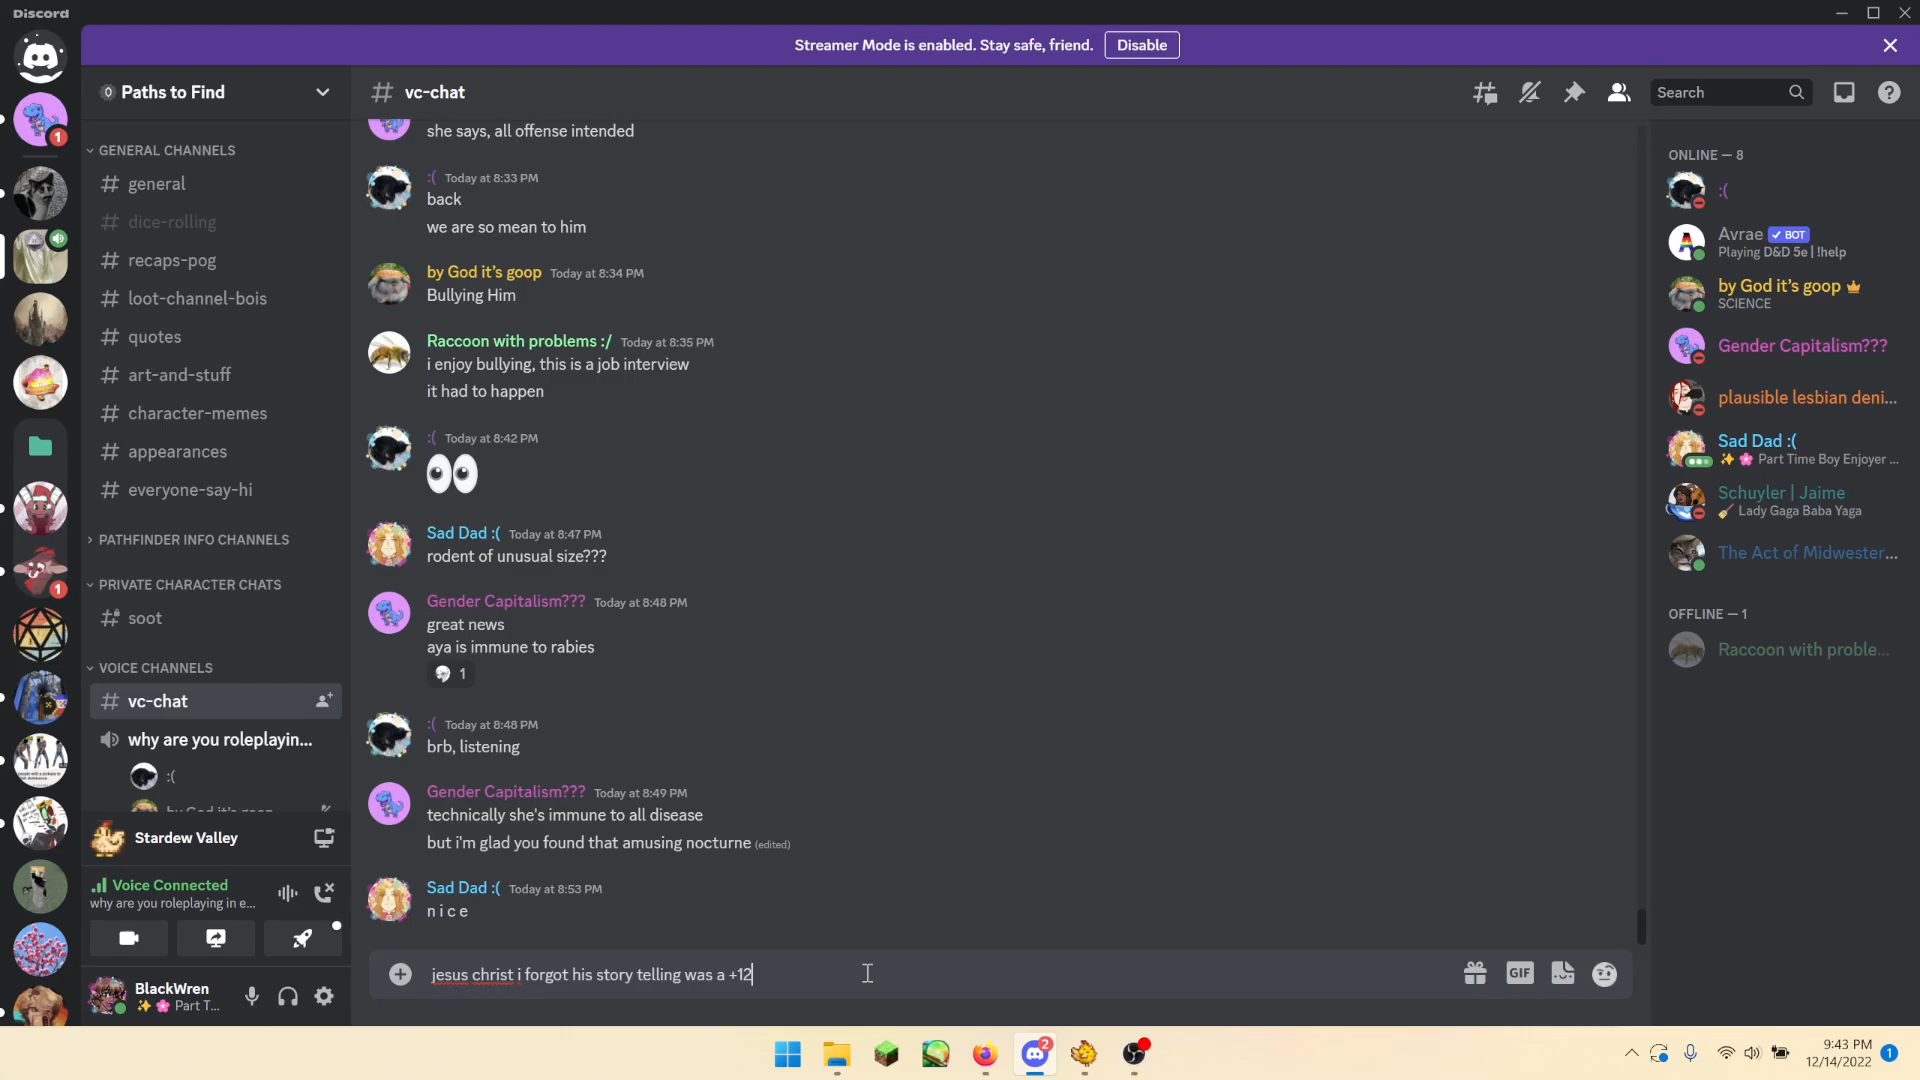 Discord
Streamer Mode is enabled. Stay safe, friend.
Disable
1
Paths to Find
vc-chat
Search
GENERAL CHANNELS
general
dice-rolling
recaps-pog
loot-channel-bois
quotes
art-and-stuff
character-memes
appearances
everyone-say-hi
PATHFINDER INFO CHANNELS
PRIVATE CHARACTER CHATS
soot
VOICE CHANNELS
vc-chat
why are you roleplayin...
:(
by God it's goop
1
Stardew Valley
Voice Connected
why are you roleplaying in e...
BlackWren
✨ 🌸 Part T...
she says, all offense intended
:( Today at 8:33 PM
back
we are so mean to him
by God it's goop Today at 8:34 PM
Bullying Him
Raccoon with problems :/ Today at 8:35 PM
i enjoy bullying, this is a job interview
it had to happen
:( Today at 8:42 PM
👀
Sad Dad :( Today at 8:47 PM
rodent of unusual size???
Gender Capitalism??? Today at 8:48 PM
great news
aya is immune to rabies
1
:( Today at 8:48 PM
brb, listening
Gender Capitalism??? Today at 8:49 PM
technically she's immune to all disease
but i'm glad you found that amusing nocturne (edited)
Sad Dad :( Today at 8:53 PM
n i c e
jesus christ i forgot his story telling was a +12
GIF
ONLINE — 8
:(
Avrae ✔ BOT
Playing D&D 5e | !help
by God it's goop
SCIENCE
Gender Capitalism???
plausible lesbian deni...
Sad Dad :(
✨ 🌸 Part Time Boy Enjoyer ...
Schuyler | Jaime
🧹 Lady Gaga Baba Yaga
The Act of Midwester...
OFFLINE — 1
Raccoon with proble...
2
9:43 PM
12/14/2022
1